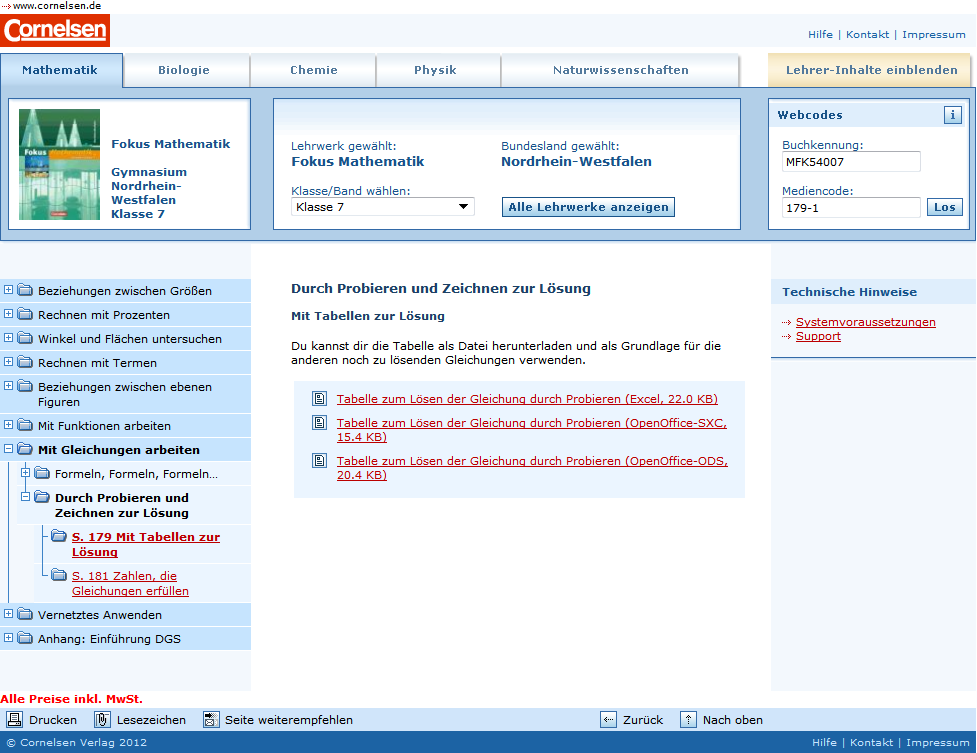 www.cornelsen.de
Cornelsen
Hilfe | Kontakt | Impressum
Mathematik
Biologie
Chemie
Physik
Naturwissenschaften
Lehrer-Inhalte einblenden
Fokus
Fokus Mathematik
Gymnasium
Nordrhein-
Westfalen
Klasse 7
Lehrwerk gewählt:
Fokus Mathematik
Bundesland gewählt:
Nordrhein-Westfalen
Klasse/Band wählen:
Klasse 7
Alle Lehrwerke anzeigen
Webcodes
i
Buchkennung:
MFK54007
Mediencode:
179-1
Los
Beziehungen zwischen Größen
Rechnen mit Prozenten
Winkel und Flächen untersuchen
Rechnen mit Termen
Beziehungen zwischen ebenen
Figuren
Mit Funktionen arbeiten
Mit Gleichungen arbeiten
Formeln, Formeln, Formeln...
Durch Probieren und
Zeichnen zur Lösung
S. 179 Mit Tabellen zur
Lösung
S. 181 Zahlen, die
Gleichungen erfüllen
Vernetztes Anwenden
Anhang: Einführung DGS
Durch Probieren und Zeichnen zur Lösung
Mit Tabellen zur Lösung
Du kannst dir die Tabelle als Datei herunterladen und als Grundlage für die
anderen noch zu lösenden Gleichungen verwenden.
Tabelle zum Lösen der Gleichung durch Probieren (Excel, 22.0 KB)
Tabelle zum Lösen der Gleichung durch Probieren (OpenOffice-SXC,
15.4 KB)
Tabelle zum Lösen der Gleichung durch Probieren (OpenOffice-ODS,
20.4 KB)
Technische Hinweise
Systemvoraussetzungen
Support
Alle Preise inkl. MwSt.
Drucken
Lesezeichen
Seite weiterempfehlen
Zurück
Nach oben
© Cornelsen Verlag 2012
Hilfe | Kontakt | Impressum